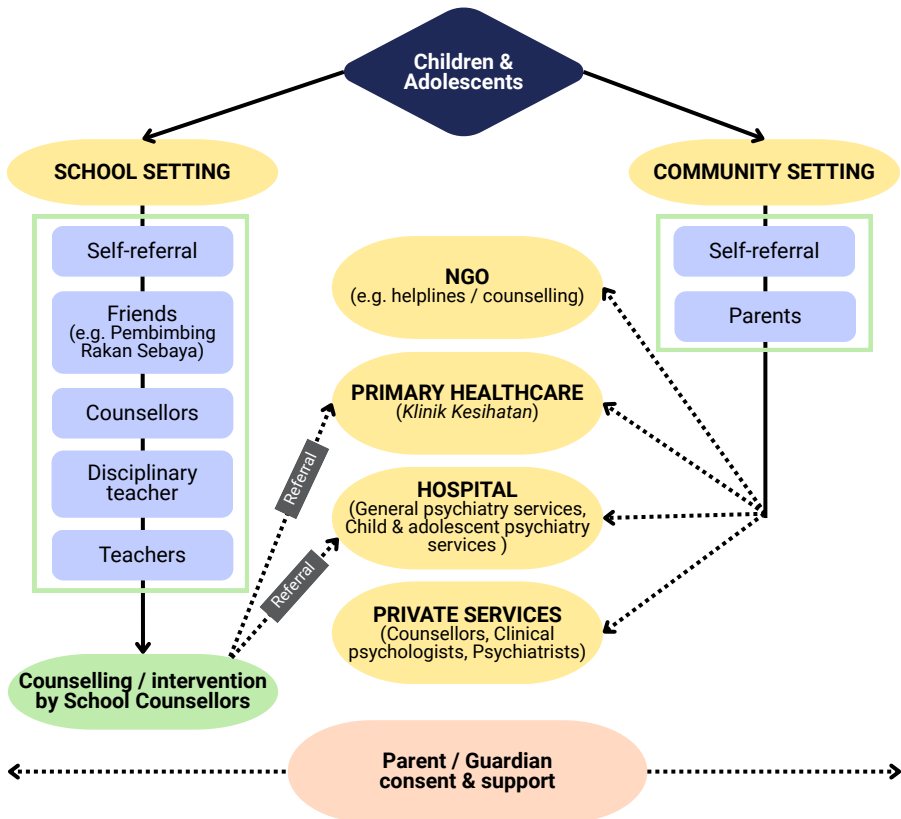 Children &
Adolescents
SCHOOL SETTING
COMMUNITY SETTING
Self-referral
Friends
(e.g. Pembimbing
Rakan Sebaya)
Counsellors
Disciplinary
teacher
Teachers
Counselling / intervention
by School Counsellors
Referral
Referral
NGO
(e.g. helplines / counselling)
PRIMARY HEALTHCARE
(Klinik Kesihatan)
HOSPITAL
(General psychiatry services,
Child & adolescent psychiatry
services )
PRIVATE SERVICES
(Counsellors, Clinical
psychologists, Psychiatrists)
Self-referral
Parents
Parent / Guardian
consent & support